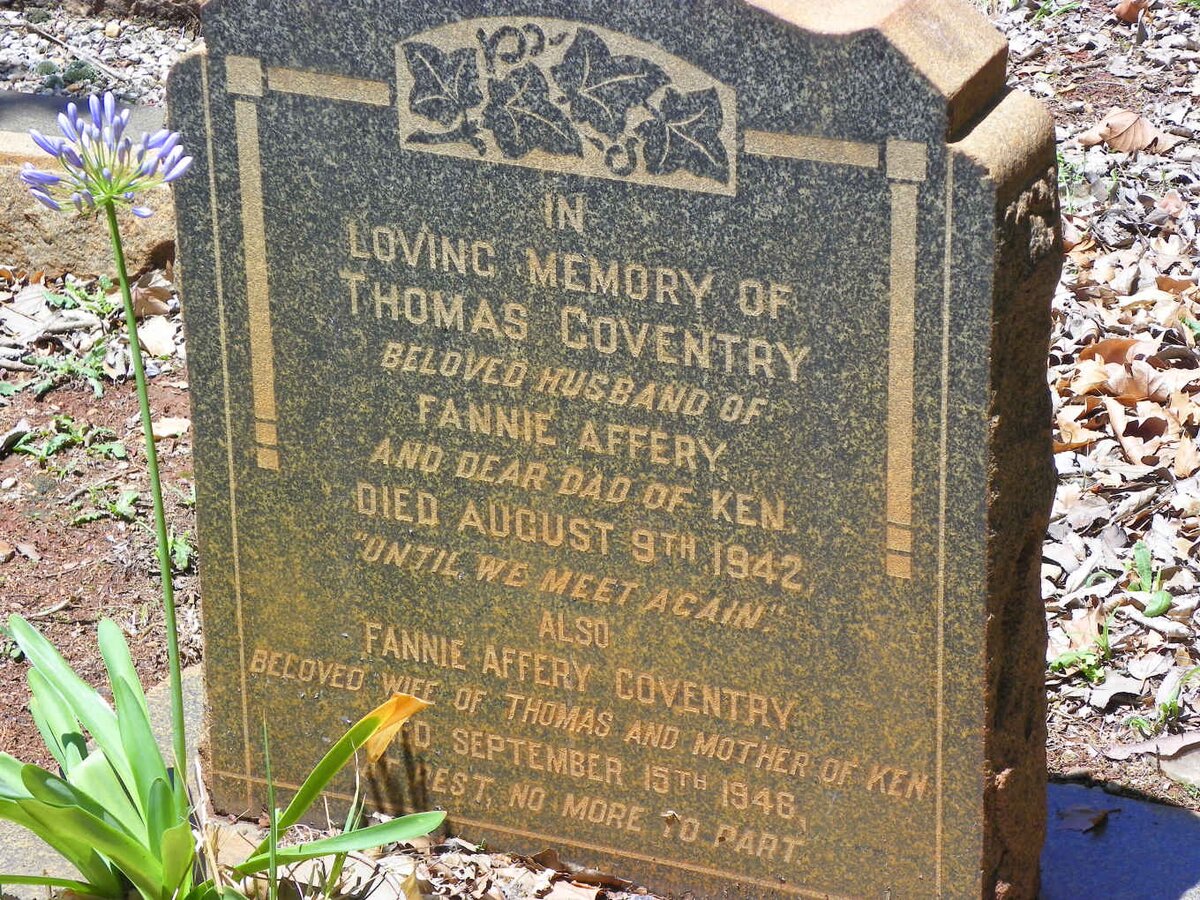 IN
LOVING MEMORY OF
THOMAS COVENTRY
BELOVED HUSBAND OF
FANNIE AFFERY,
AND DEAR DAD OF KEN.
DIED AUGUST 9TH 1942,
"UNTIL WE MEET AGAIN".
ALSO
FANNIE AFFERY COVENTRY
BELOVED WIFE OF THOMAS AND MOTHER OF KEN
SEPTEMBER 15TH 1946,
REST, NO MORE TO PART.